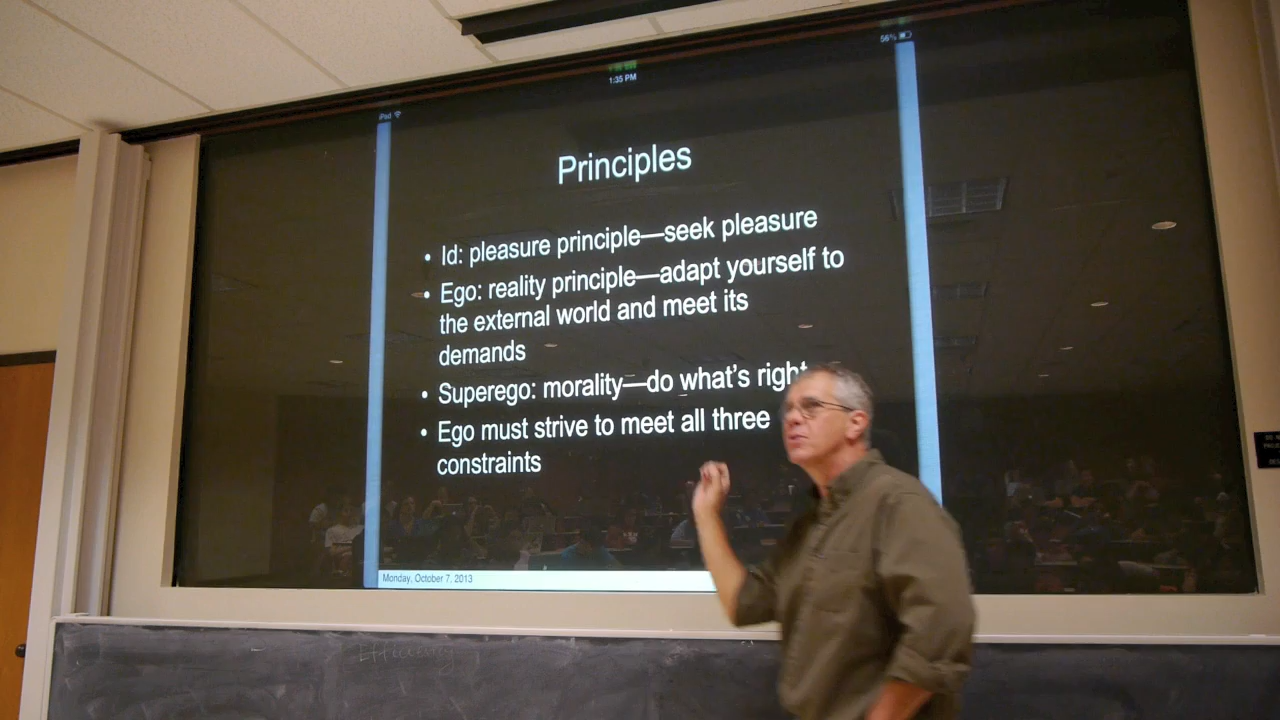 56%
1:35 PM
iPad
Principles
• Id: pleasure principle—seek pleasure
• Ego: reality principle—adapt yourself to
the external world and meet its
demands
• Superego: morality—do what's right
• Ego must strive to meet all three
constraints
Monday, October 7, 2013
Efficiency